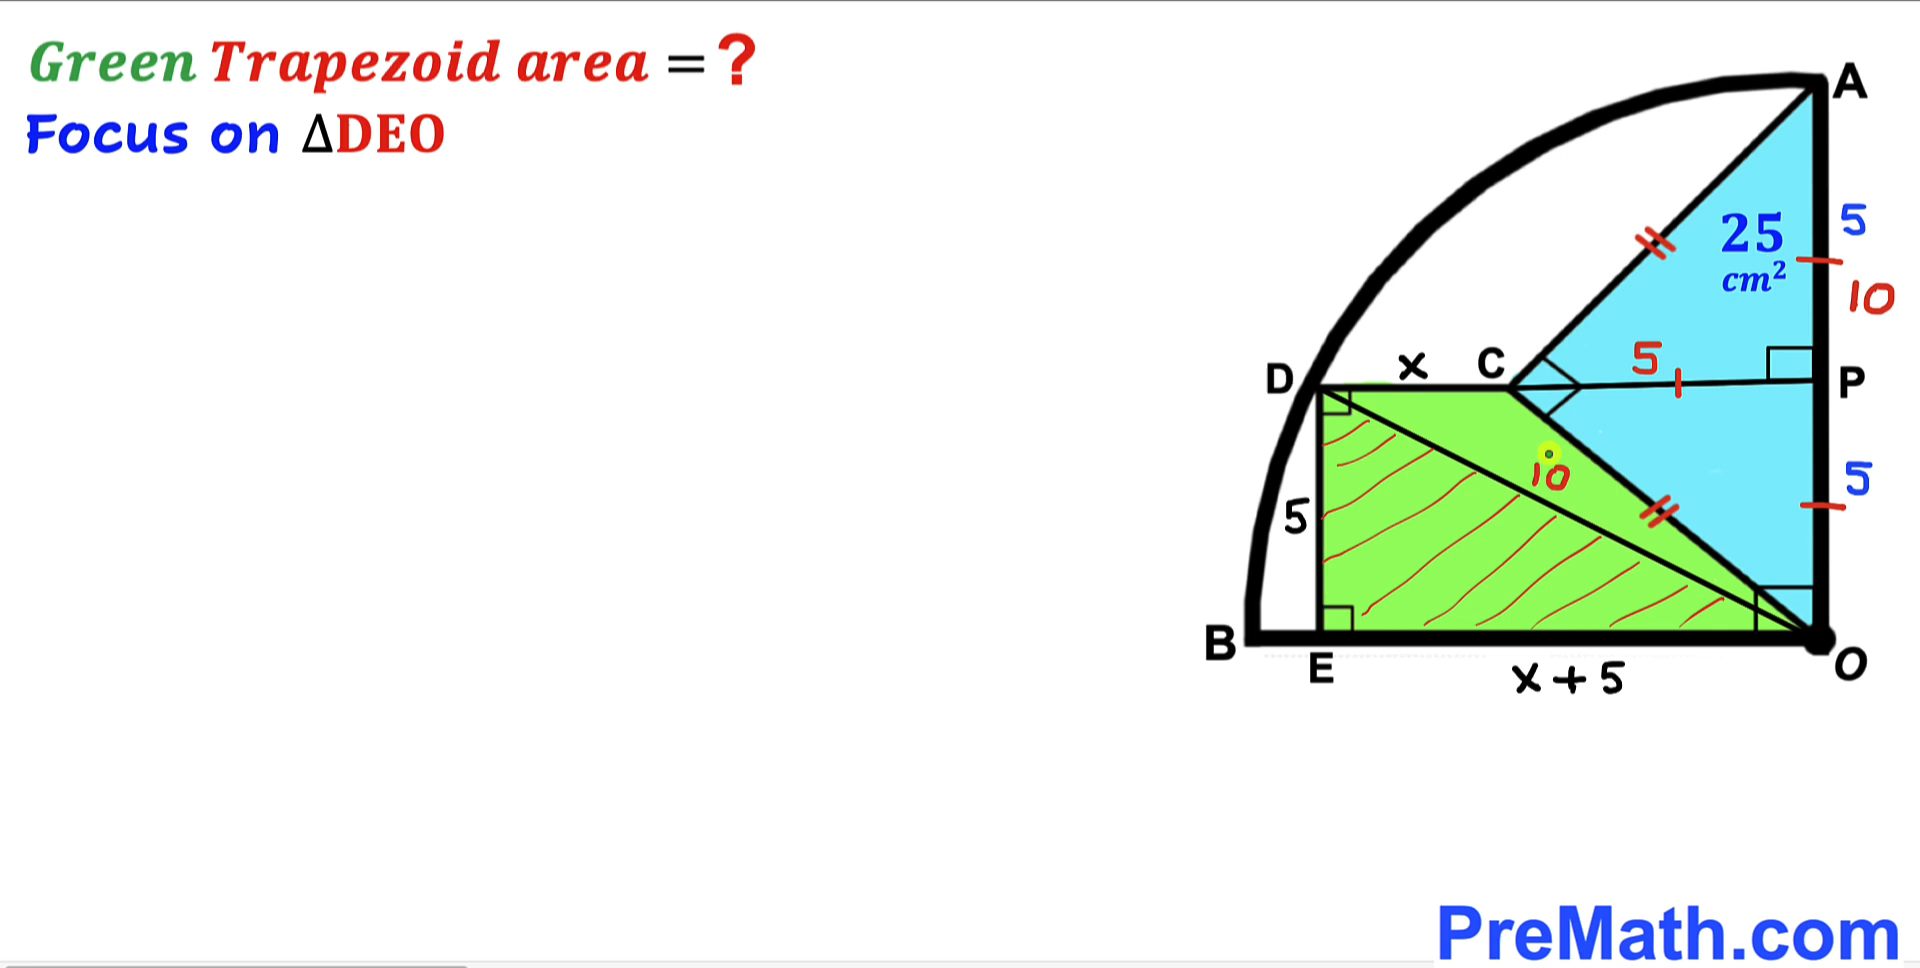 Green Trapezoid area = ?
Focus on ΔDEO
A
25
cm²
5
10
D
x
C
5
P
10
5
5
B
E
x + 5
O
PreMath.com